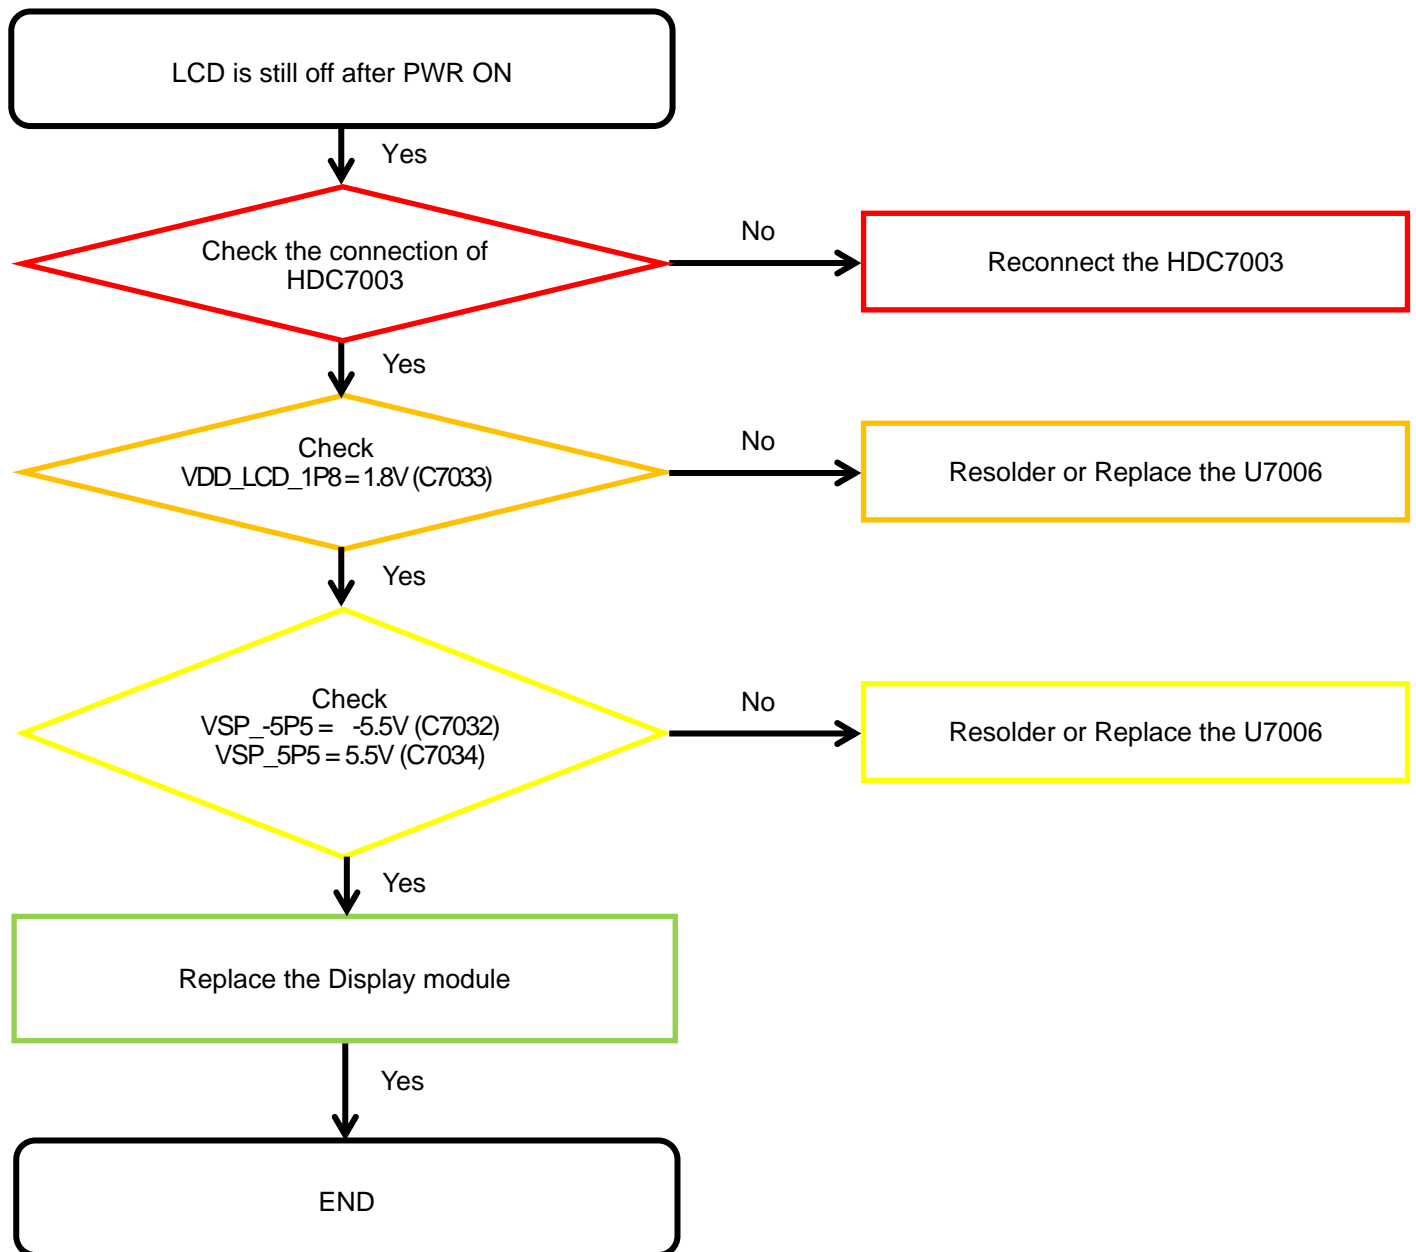 LCD is still off after PWR ON
Yes
Check the connection of
HDC7003
No
Reconnect the HDC7003
Yes
Check
VDD_LCD_1P8 = 1.8V (C7033)
No
Resolder or Replace the U7006
Yes
Check
VSP_-5P5 = -5.5V (C7032)
VSP_5P5 = 5.5V (C7034)
No
Resolder or Replace the U7006
Yes
Replace the Display module
Yes
END